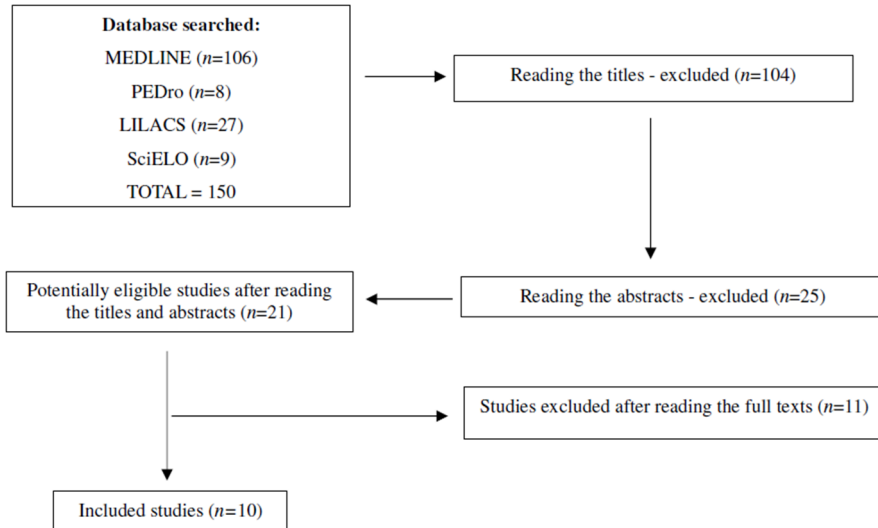 Database searched:
MEDLINE (n=106)
PEDro (n=8)
LILACS (n=27)
SciELO (n=9)
TOTAL = 150
Reading the titles - excluded (n=104)
Reading the abstracts - excluded (n=25)
Potentially eligible studies after reading
the titles and abstracts (n=21)
Studies excluded after reading the full texts (n=11)
Included studies (n=10)